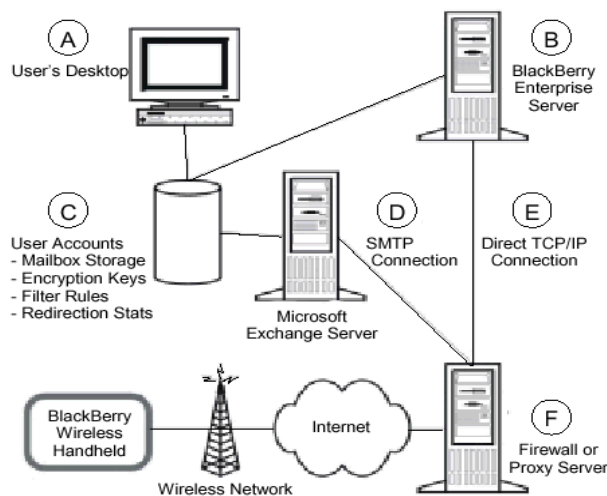 A
User's Desktop
B
BlackBerry
Enterprise
Server
C
User Accounts
- Mailbox Storage
- Encryption Keys
- Filter Rules
- Redirection Stats
D
SMTP
Connection
E
Direct TCP/IP
Connection
Microsoft
Exchange Server
BlackBerry
Wireless
Handheld
Wireless Network
Internet
F
Firewall or
Proxy Server